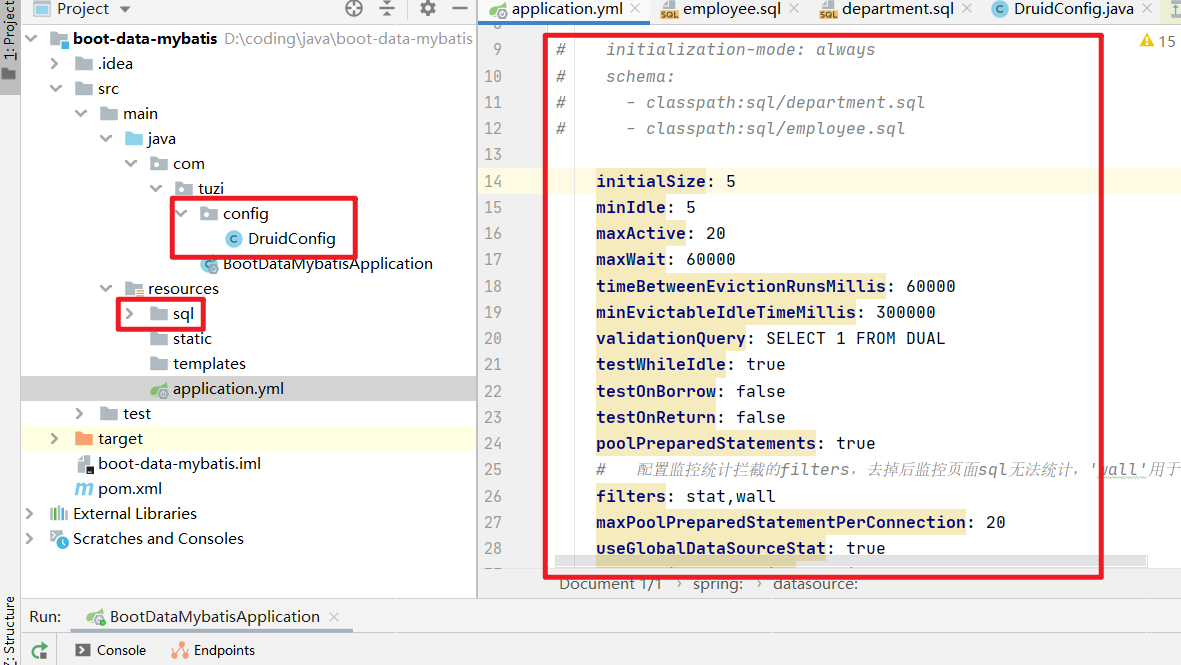 Project
application.yml
employee.sql
department.sql
DruidConfig.java
1: Project
boot-data-mybatis D:\coding\java\boot-data-mybatis
.idea
src
main
java
com
tuzi
config
DruidConfig
BootDataMybatisApplication
resources
sql
static
templates
application.yml
test
target
boot-data-mybatis.iml
pom.xml
External Libraries
Scratches and Consoles
15
9 # initialization-mode: always
10 # schema:
11 # - classpath:sql/department.sql
12 # - classpath:sql/employee.sql
13
14 initialSize: 5
15 minIdle: 5
16 maxActive: 20
17 maxWait: 60000
18 timeBetweenEvictionRunsMillis: 60000
19 minEvictableIdleTimeMillis: 300000
20 validationQuery: SELECT 1 FROM DUAL
21 testWhileIdle: true
22 testOnBorrow: false
23 testOnReturn: false
24 poolPreparedStatements: true
25 # 配置监控统计拦截的filters，去掉后监控页面sql无法统计，'wall'用于
26 filters: stat,wall
27 maxPoolPreparedStatementPerConnection: 20
28 useGlobalDataSourceStat: true
Document 1/1 › spring: › datasource:
Run: BootDataMybatisApplication
Z: Structure
Console
Endpoints